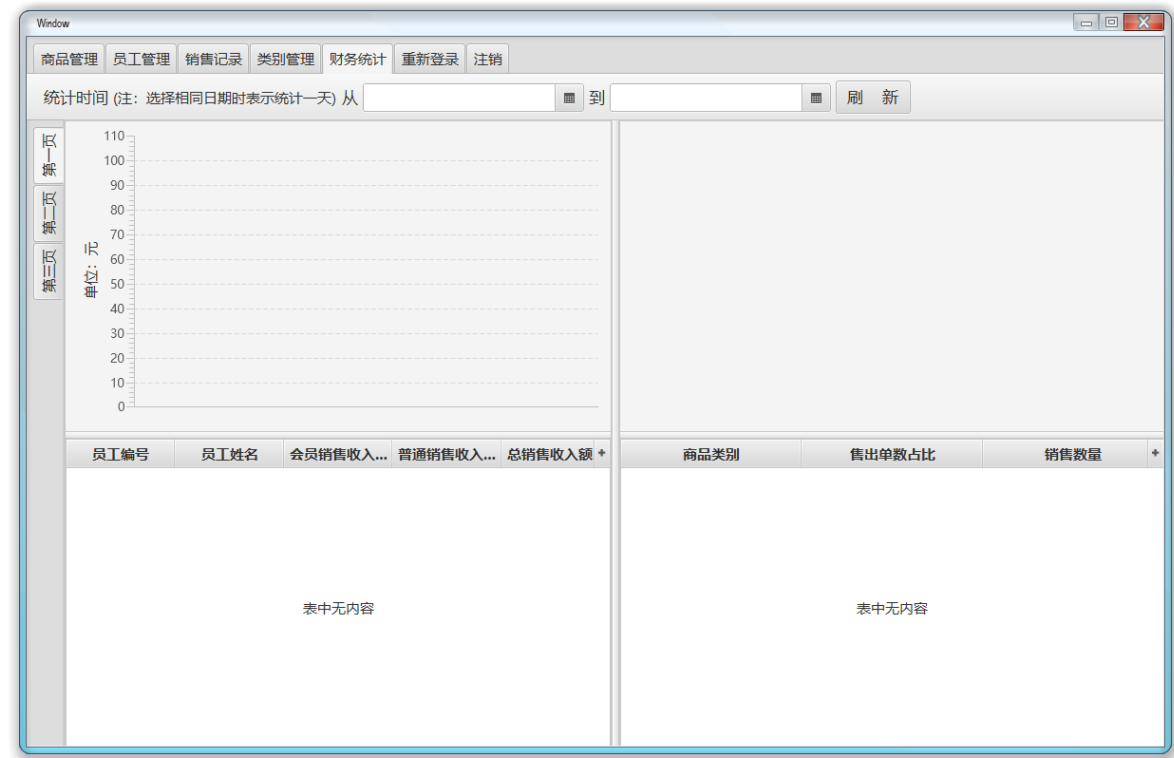 Window
商品管理 员工管理 销售记录 类别管理 财务统计 重新登录 注销
统计时间 (注：选择相同日期时表示统计一天) 从 到 刷 新
第一页
第二页
第三页
单位：元
110
100
90
80
70
60
50
40
30
20
10
0
员工编号 员工姓名 会员销售收入... 普通销售收入... 总销售收入额 +
表中无内容
商品类别 售出单数占比 销售数量 +
表中无内容